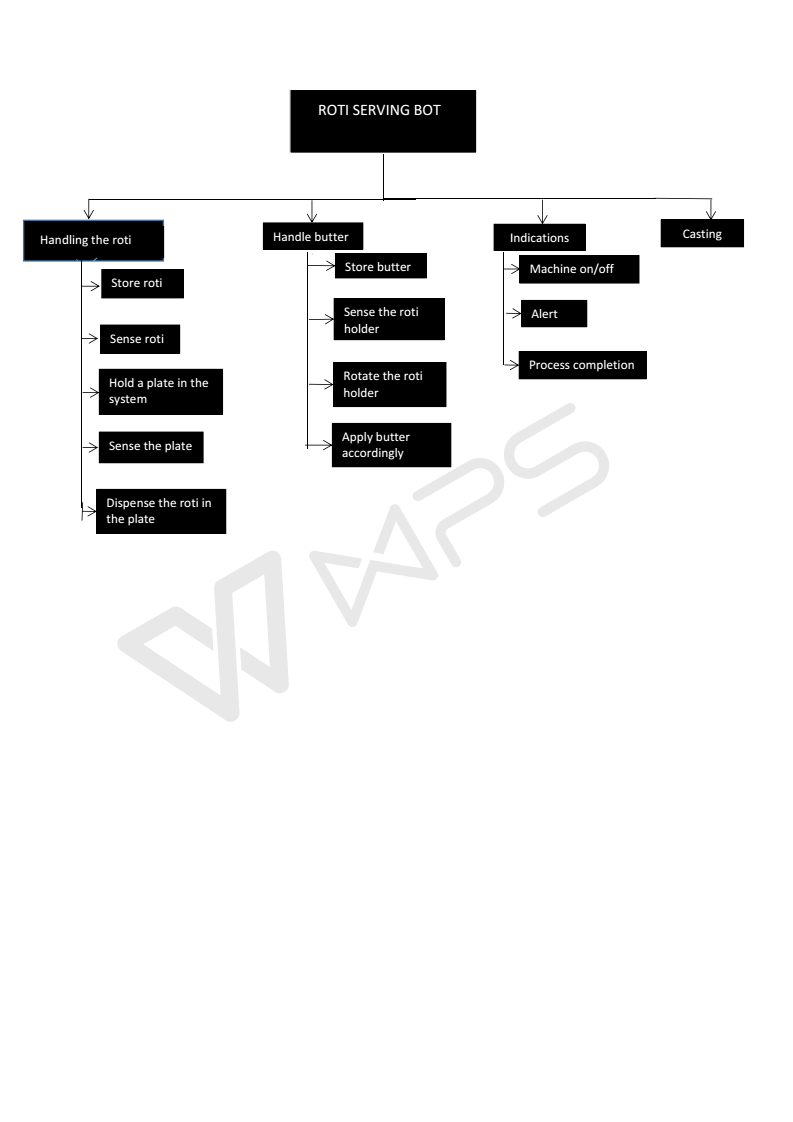 ROTI SERVING BOT
Handling the roti
Store roti
Sense roti
Hold a plate in the
system
Sense the plate
Dispense the roti in
the plate
Handle butter
Store butter
Sense the roti
holder
Rotate the roti
holder
Apply butter
accordingly
Indications
Machine on/off
Alert
Process completion
Casting
WPS